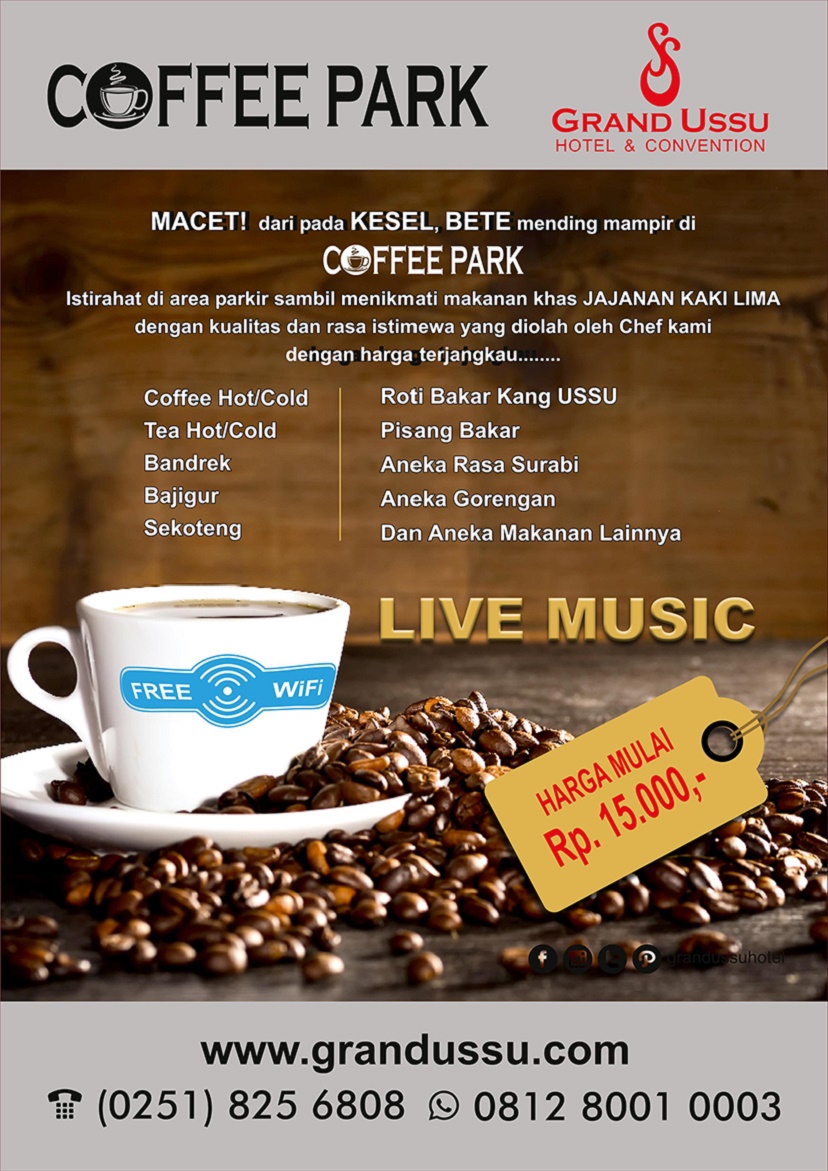 COFFEE PARK
GRAND USSU
HOTEL & CONVENTION
MACET! dari pada KESEL, BETE mending mampir di
COFFEE PARK
Istirahat di area parkir sambil menikmati makanan khas JAJANAN KAKI LIMA
dengan kualitas dan rasa istimewa yang diolah oleh Chef kami
dengan harga terjangkau........
Coffee Hot/Cold
Tea Hot/Cold
Bandrek
Bajigur
Sekoteng
Roti Bakar Kang USSU
Pisang Bakar
Aneka Rasa Surabi
Aneka Gorengan
Dan Aneka Makanan Lainnya
LIVE MUSIC
FREE WiFi
HARGA MULAI
Rp. 15.000,-
grandussuhotel
www.grandussu.com
(0251) 825 6808 0812 8001 0003